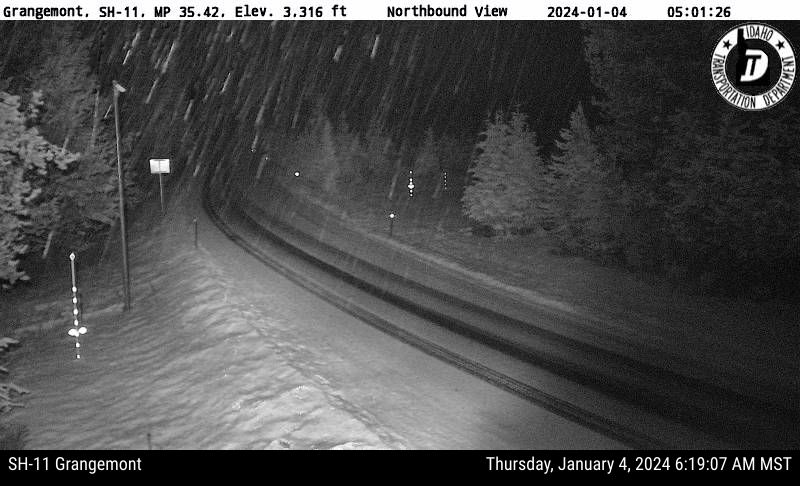 Grangemont, SH-11, MP 35.42, Elev. 3,316 ft Northbound View 2024-01-04 05:01:26
IDAHO
TRANSPORTATION DEPARTMENT
SH-11 Grangemont Thursday, January 4, 2024 6:19:07 AM MST